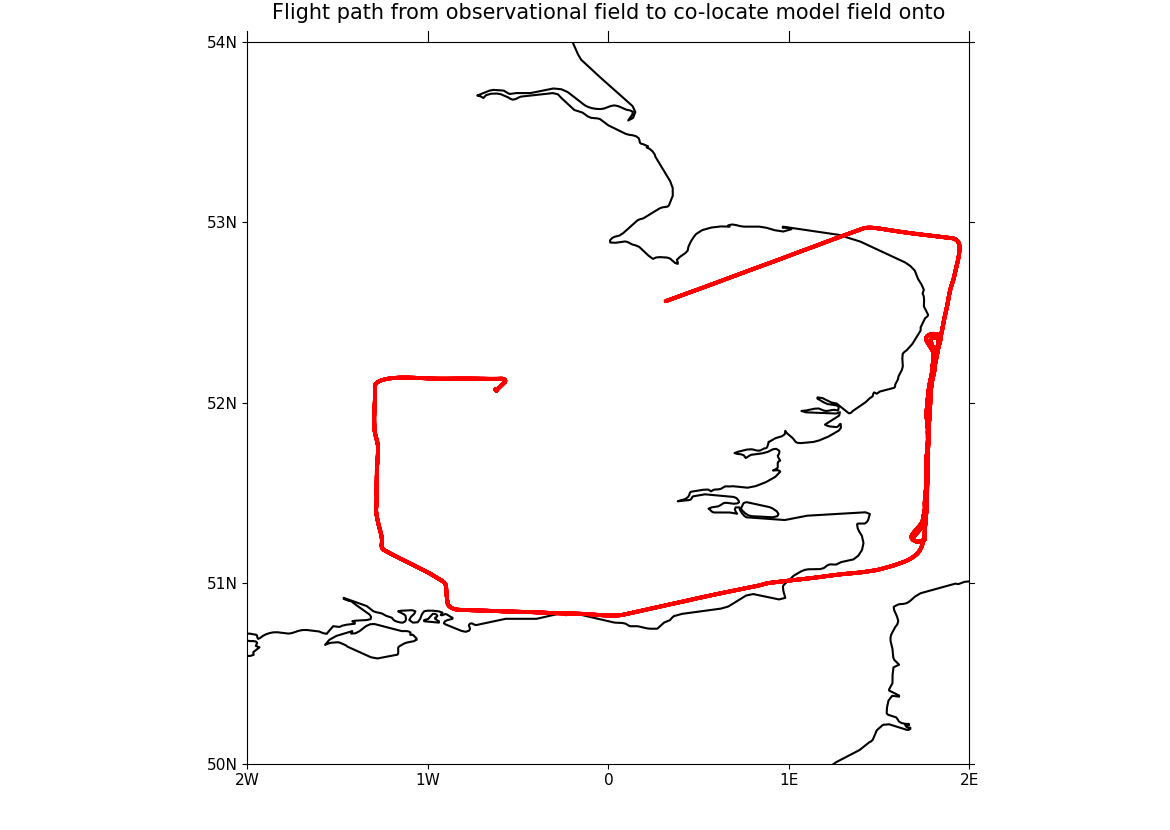 Flight path from observational field to co-locate model field onto
54N
53N
52N
51N
50N
2W 1W 0 1E 2E